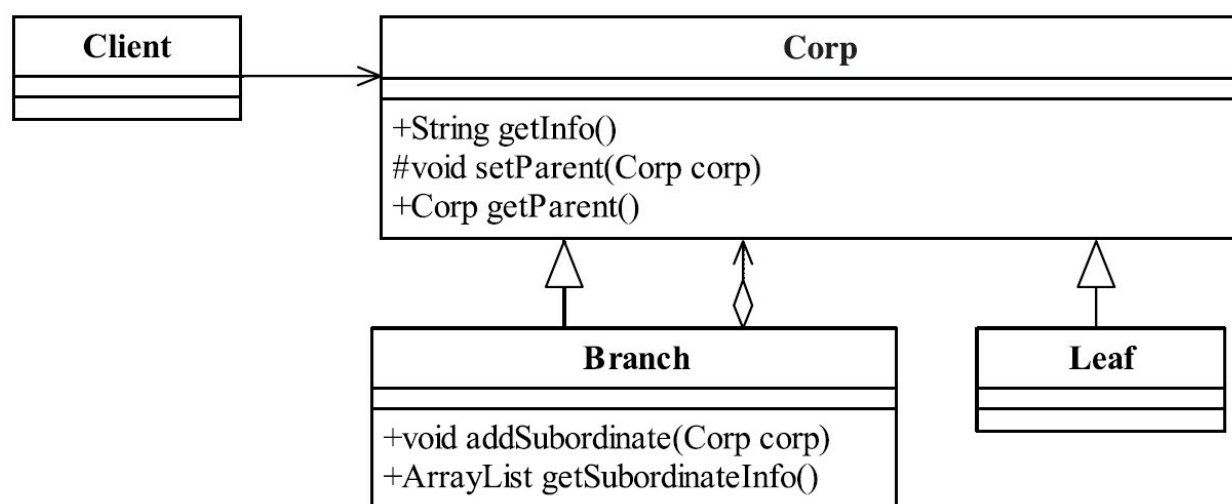 Client
Corp
+String getInfo()
#void setParent(Corp corp)
+Corp getParent()
Branch
+void addSubordinate(Corp corp)
+ArrayList getSubordinateInfo()
Leaf